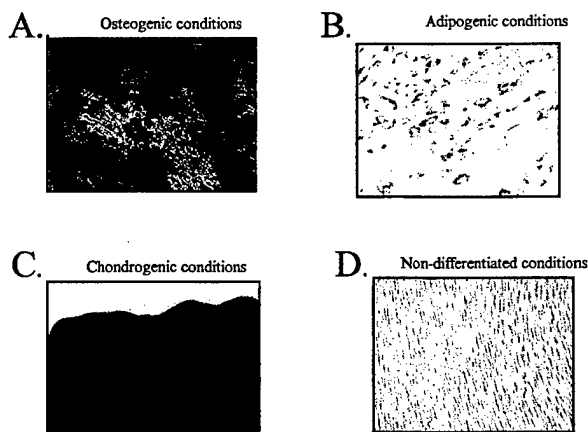 A. Osteogenic conditions
B. Adipogenic conditions
C. Chondrogenic conditions
D. Non-differentiated conditions